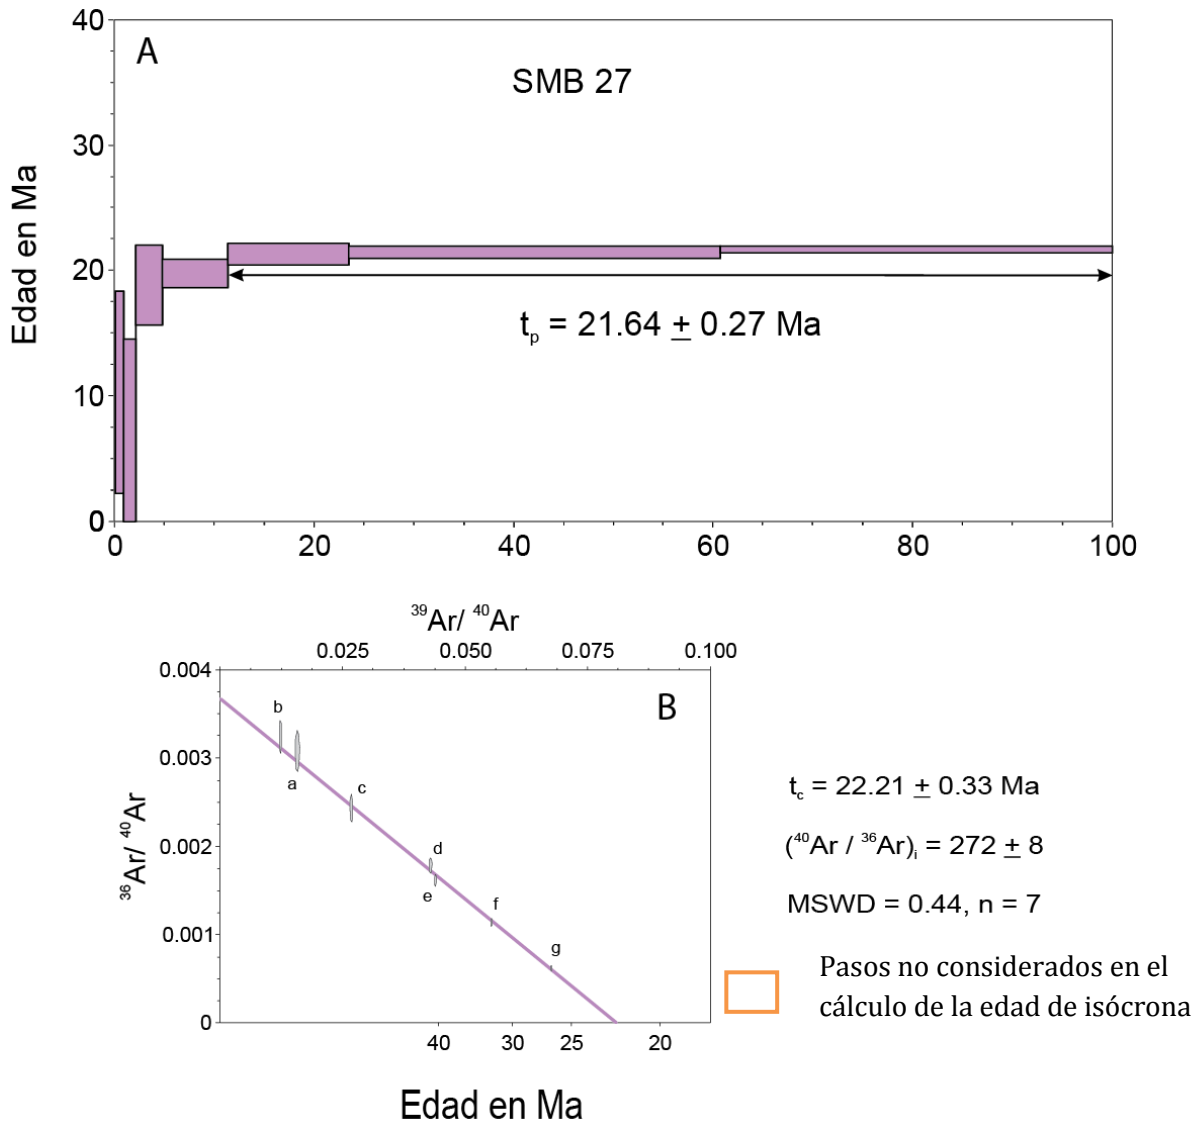 A
SMB 27
Edad en Ma
40
30
20
10
0
t_p = 21.64 ± 0.27 Ma
0 20 40 60 80 100
³⁹Ar/ ⁴⁰Ar
0.025 0.050 0.075 0.100
B
³⁶Ar/ ⁴⁰Ar
0.004
0.003
0.002
0.001
0
b
a
c
d
e
f
g
40 30 25 20
Edad en Ma
t_c = 22.21 ± 0.33 Ma
(⁴⁰Ar / ³⁶Ar)ᵢ = 272 ± 8
MSWD = 0.44, n = 7
Pasos no considerados en el
cálculo de la edad de isócrona